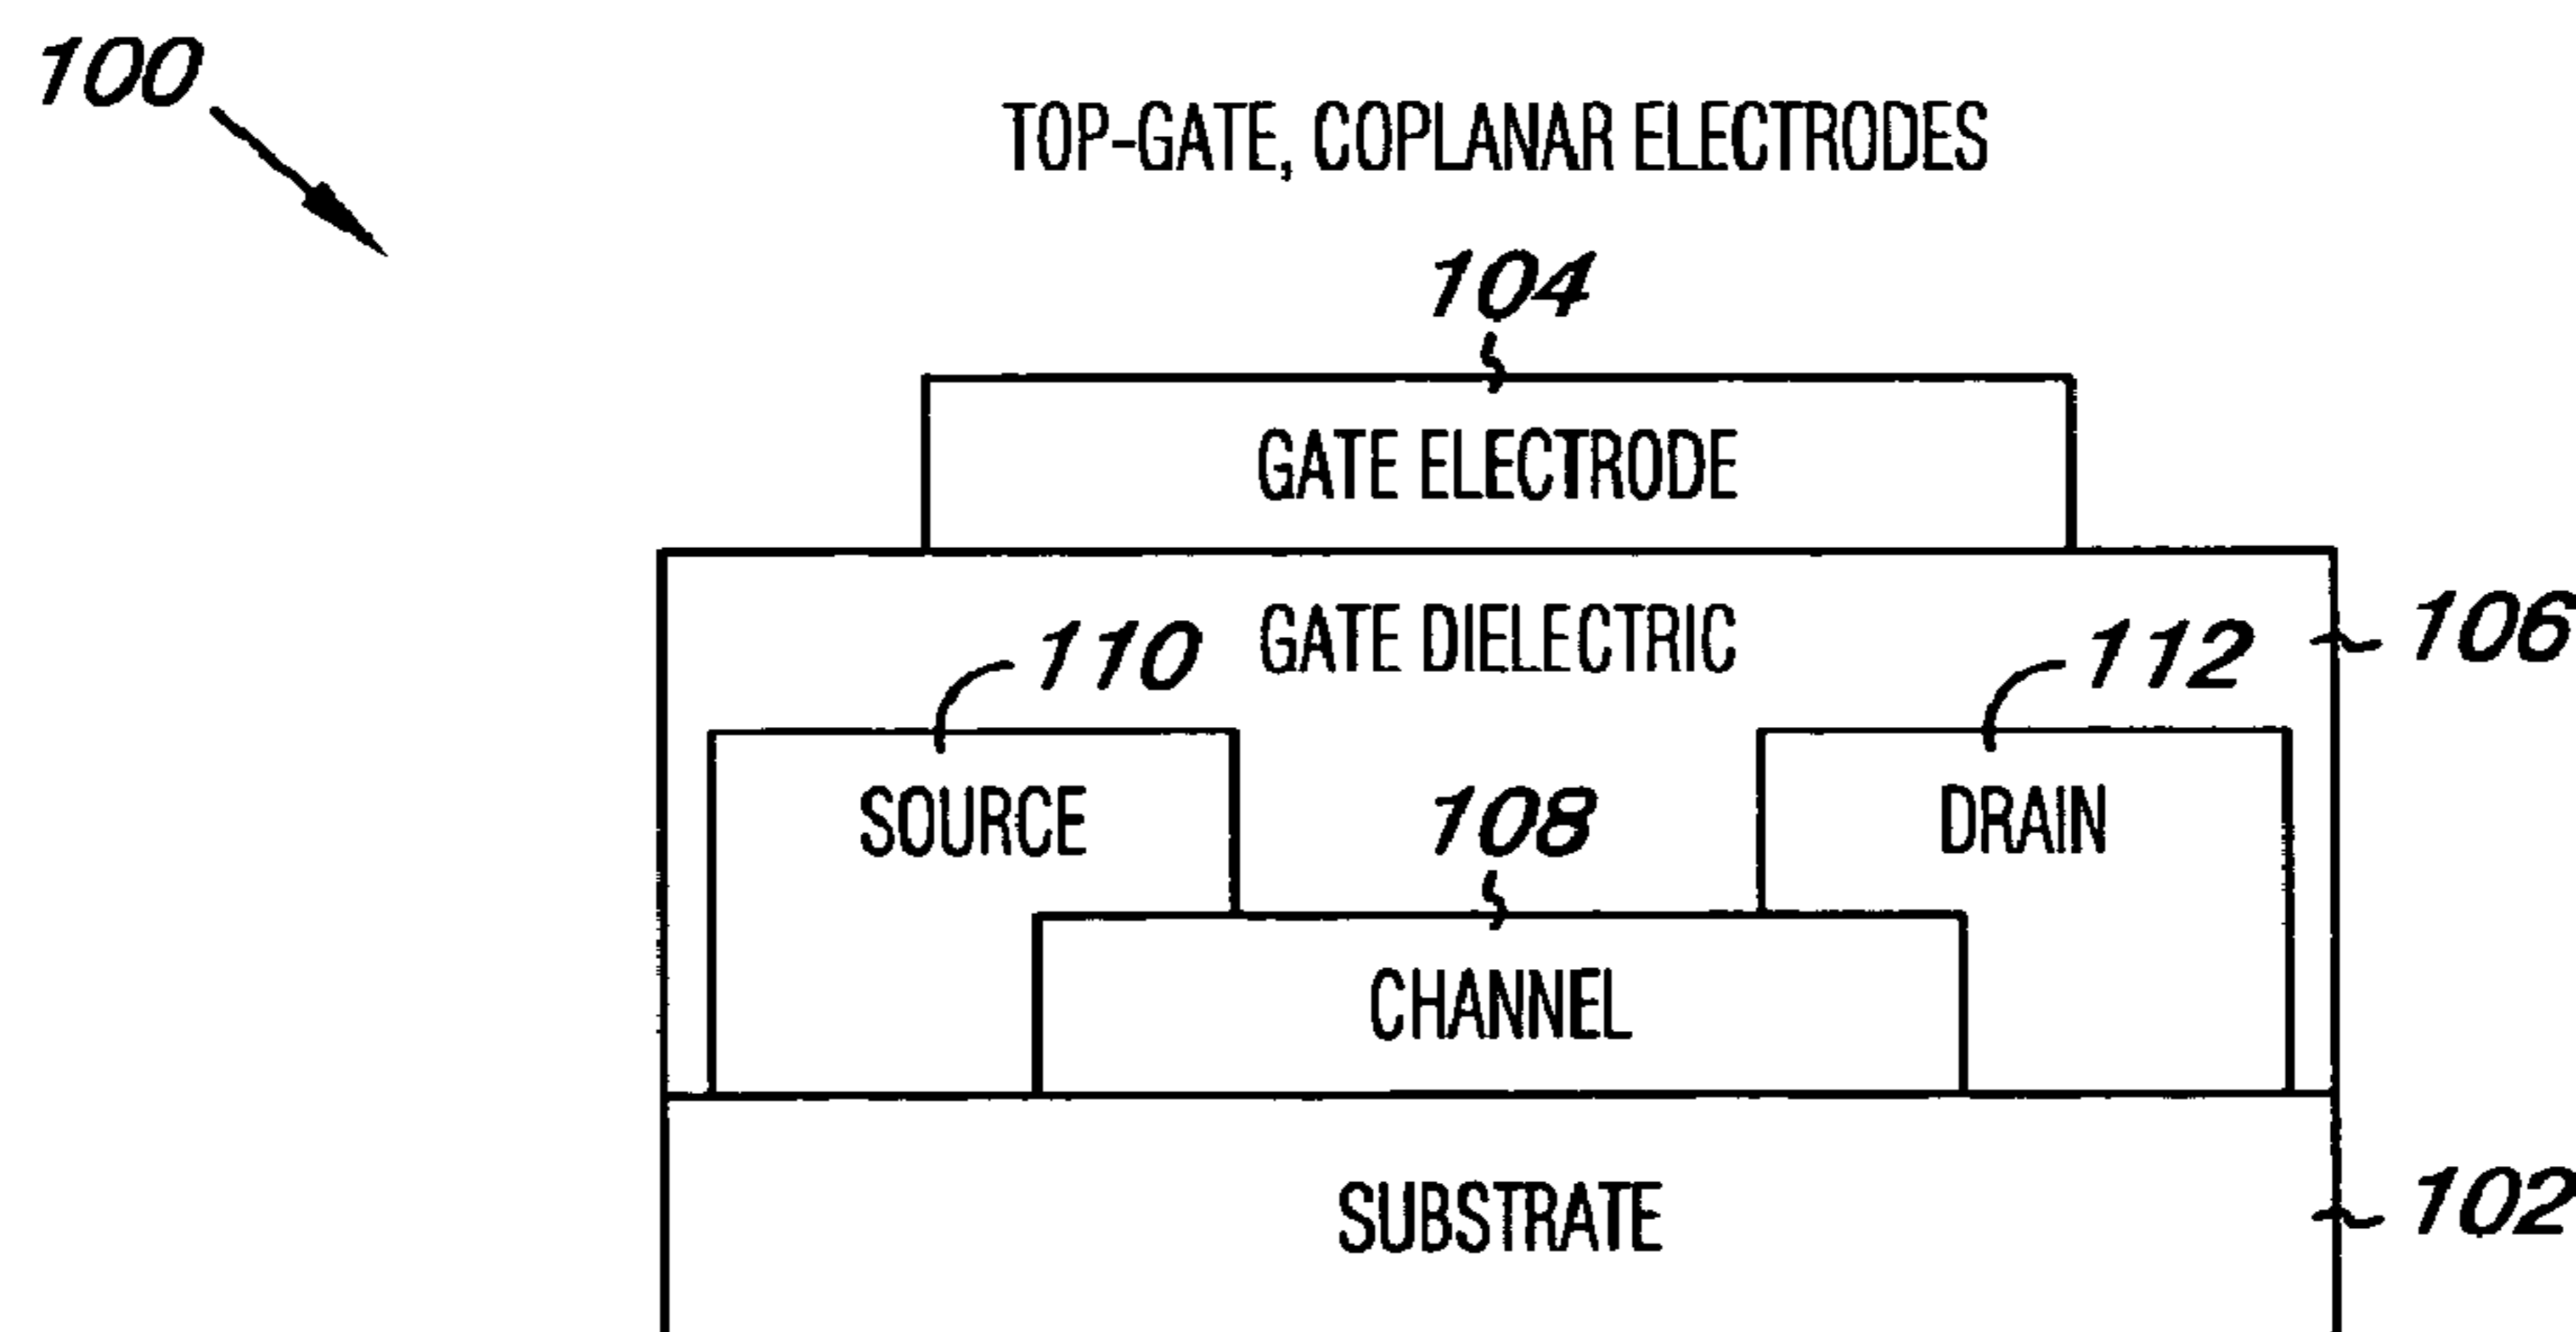 100
TOP-GATE, COPLANAR ELECTRODES
104
GATE ELECTRODE
GATE DIELECTRIC
106
110
112
SOURCE
108
DRAIN
CHANNEL
SUBSTRATE
102